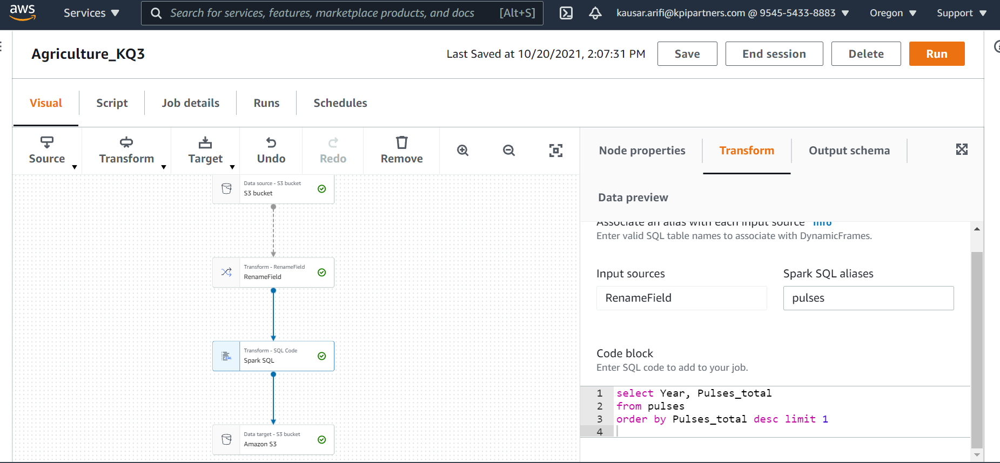 aws
Services
Search for services, features, marketplace products, and docs [Alt+S]
kausar.arifi@kpipartners.com @ 9545-5433-8883
Oregon
Support
Agriculture_KQ3
Last Saved at 10/20/2021, 2:07:31 PM
Save
End session
Delete
Run
Visual
Script
Job details
Runs
Schedules
Source
Transform
Target
Undo
Redo
Remove
Node properties
Transform
Output schema
Data preview
Data source - S3 bucket
S3 bucket
Transform - RenameField
RenameField
Transform - SQL Code
Spark SQL
Data target - S3 bucket
Amazon S3
Associate an alias with each input source Info
Enter valid SQL table names to associate with DynamicFrames.
Input sources
Spark SQL aliases
RenameField
pulses
Code block
Enter SQL code to add to your job.
1 select Year, Pulses_total
2 from pulses
3 order by Pulses_total desc limit 1
4